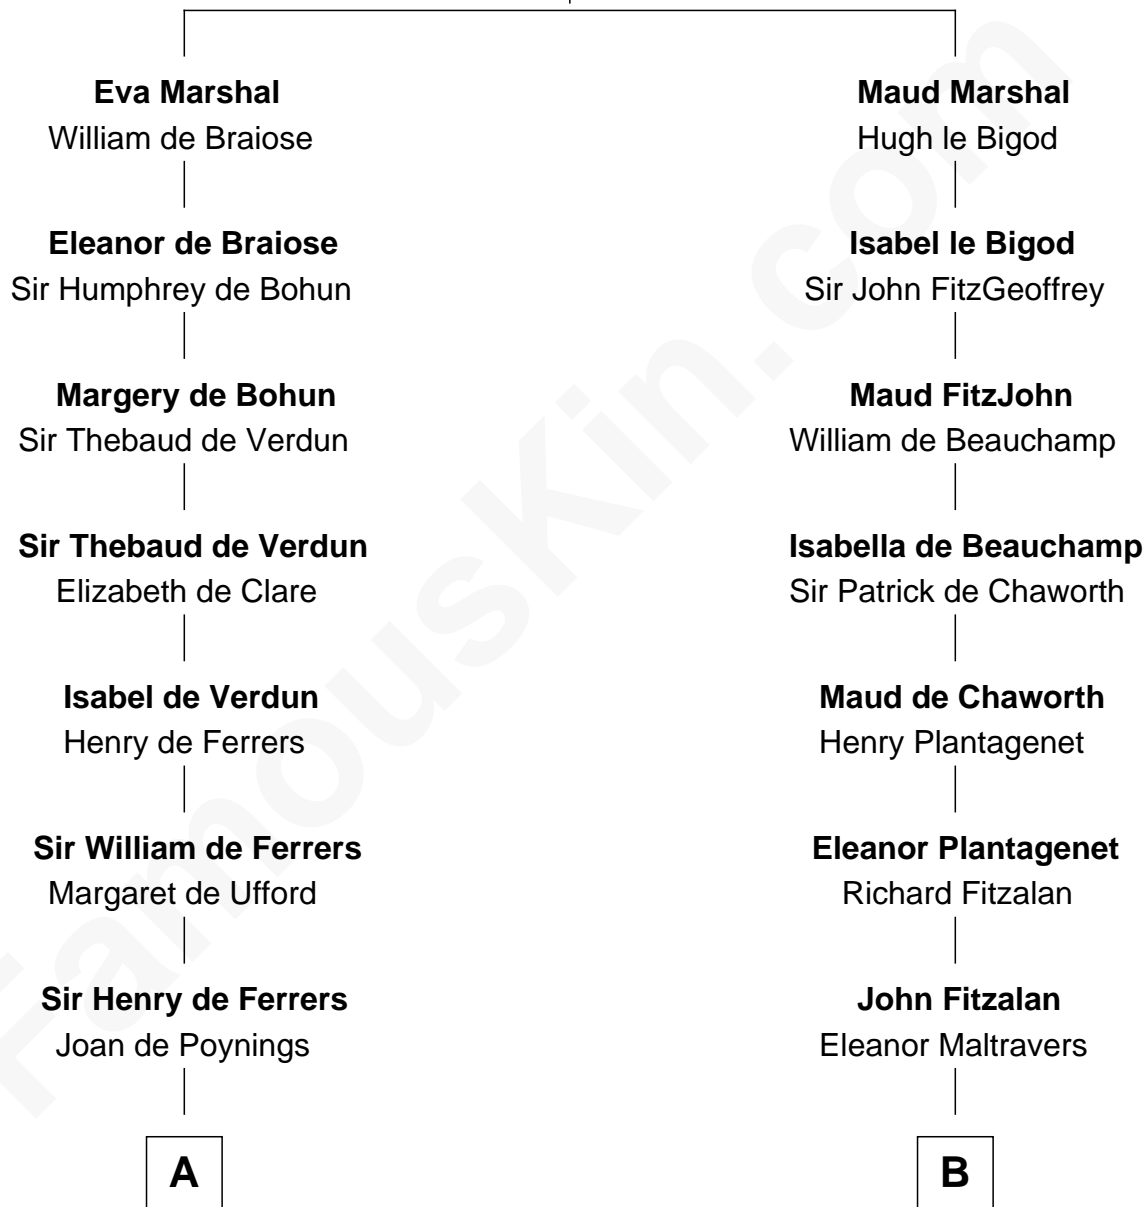 Eva Marshal
William de Braiose
Eleanor de Braiose
Sir Humphrey de Bohun
Margery de Bohun
Sir Thebaud de Verdun
Sir Thebaud de Verdun
Elizabeth de Clare
Isabel de Verdun
Henry de Ferrers
Sir William de Ferrers
Margaret de Ufford
Sir Henry de Ferrers
Joan de Poynings
A
Maud Marshal
Hugh le Bigod
Isabel le Bigod
Sir John FitzGeoffrey
Maud FitzJohn
William de Beauchamp
Isabella de Beauchamp
Sir Patrick de Chaworth
Maud de Chaworth
Henry Plantagenet
Eleanor Plantagenet
Richard Fitzalan
John Fitzalan
Eleanor Maltravers
B
FamousKin.com